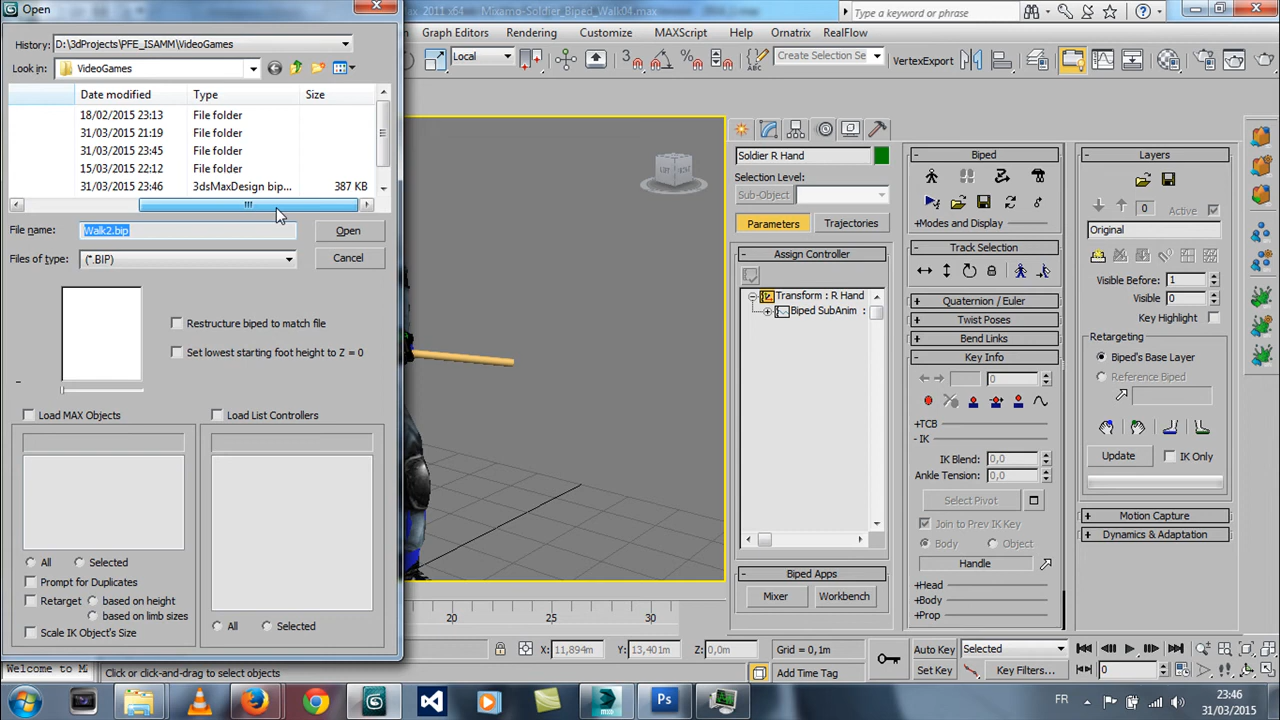 Open
Max 2011 x64 - Mixamo-Soldier_Biped_Walk04.max
Type a keyword or phrase
Graph Editors Rendering Customize MAXScript Help Ornatrix RealFlow
History: D:\3dProjects\PFE_ISAMM\VideoGames
Look in: VideoGames
Local
Create Selection Se
VertexExport
Date modified Type Size
18/02/2015 23:13 File folder
31/03/2015 21:19 File folder
31/03/2015 23:45 File folder
15/03/2015 22:12 File folder
31/03/2015 23:46 3dsMaxDesign bip... 387 KB
File name: Walk2.bip Open
Files of type: (*.BIP) Cancel
Restructure biped to match file
Set lowest starting foot height to Z = 0
Load MAX Objects
Load List Controllers
All Selected
Prompt for Duplicates
Retarget based on height
based on limb sizes
Scale IK Object's Size
All Selected
Soldier R Hand
Selection Level:
Sub-Object
Parameters Trajectories
- Assign Controller
Transform : R Hand
Biped SubAnim :
- Biped Apps
Mixer Workbench
- Biped
+Modes and Display
- Track Selection
+ Quaternion / Euler
+ Twist Poses
+ Bend Links
- Key Info
0
+TCB
- IK
IK Blend: 0,0
Ankle Tension: 0,0
Select Pivot
Join to Prev IK Key
Body Object
Handle
+Head
+Body
+Prop
- Layers
0 Active
Original
Visible Before: 1
Visible 0
Key Highlight
Retargeting
Biped's Base Layer
Reference Biped
Update IK Only
+ Motion Capture
+ Dynamics & Adaptation
20 25 30
X: 11,894m Y: 13,401m Z: 0,0m Grid = 0,1m
Auto Key Selected
Set Key Key Filters... 0
Welcome to M
Click or click-and-drag to select objects
Add Time Tag
FR
23:46
31/03/2015